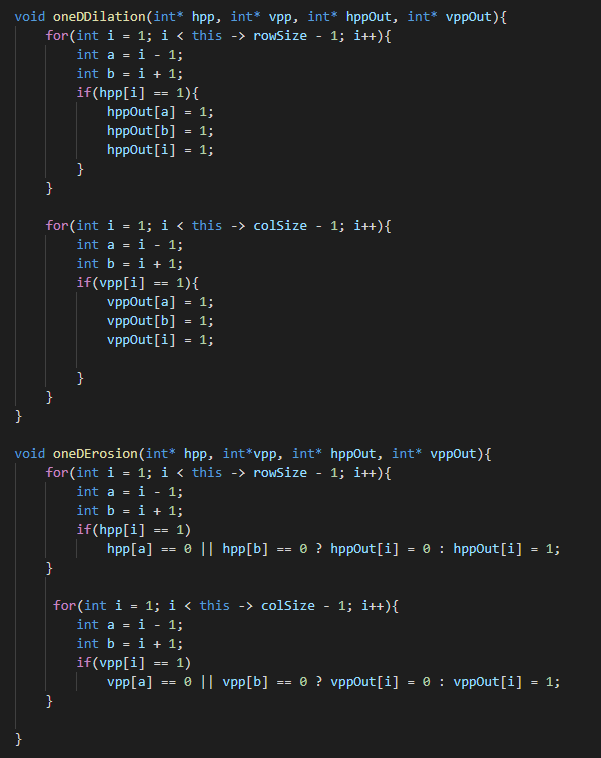 void oneDDilation(int* hpp, int* vpp, int* hppOut, int* vppOut){
    for(int i = 1; i < this -> rowSize - 1; i++){
        int a = i - 1;
        int b = i + 1;
        if(hpp[i] == 1){
            hppOut[a] = 1;
            hppOut[b] = 1;
            hppOut[i] = 1;
        }
    }

    for(int i = 1; i < this -> colSize - 1; i++){
        int a = i - 1;
        int b = i + 1;
        if(vpp[i] == 1){
            vppOut[a] = 1;
            vppOut[b] = 1;
            vppOut[i] = 1;

        }
    }
}

void oneDErosion(int* hpp, int*vpp, int* hppOut, int* vppOut){
    for(int i = 1; i < this -> rowSize - 1; i++){
        int a = i - 1;
        int b = i + 1;
        if(hpp[i] == 1)
            hpp[a] == 0 || hpp[b] == 0 ? hppOut[i] = 0 : hppOut[i] = 1;
    }

     for(int i = 1; i < this -> colSize - 1; i++){
        int a = i - 1;
        int b = i + 1;
        if(vpp[i] == 1)
            vpp[a] == 0 || vpp[b] == 0 ? vppOut[i] = 0 : vppOut[i] = 1;
    }

}